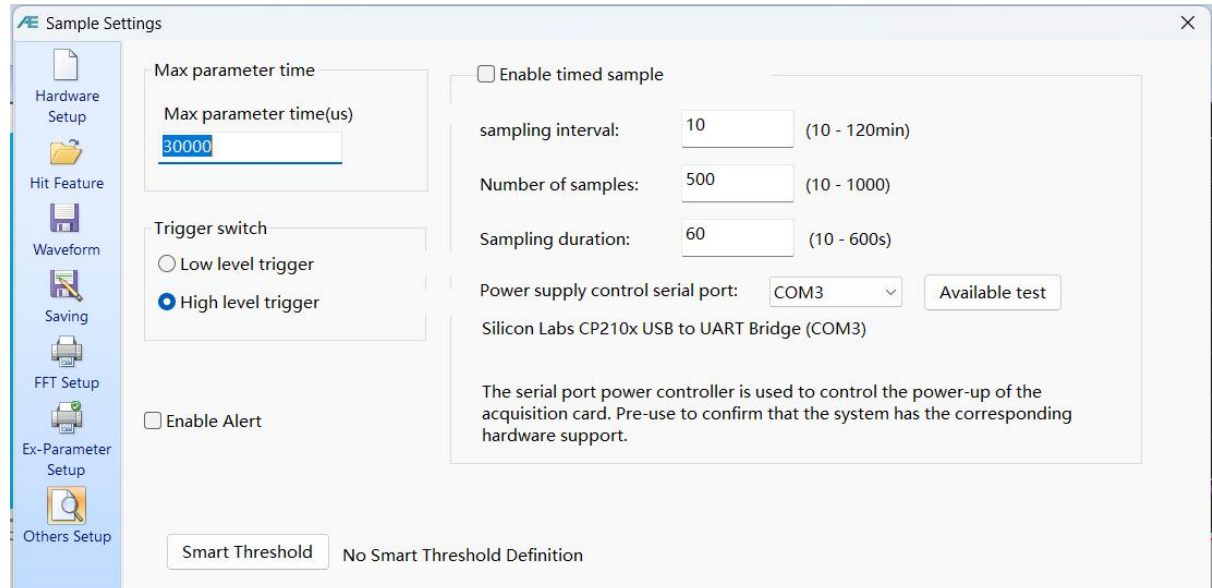 Æ Sample Settings
Hardware
Setup
Hit Feature
Waveform
Saving
FFT Setup
Ex-Parameter
Setup
Others Setup
Max parameter time
Max parameter time(us)
30000
Trigger switch
Low level trigger
High level trigger
Enable Alert
Enable timed sample
sampling interval: 10 (10 - 120min)
Number of samples: 500 (10 - 1000)
Sampling duration: 60 (10 - 600s)
Power supply control serial port: COM3 Available test
Silicon Labs CP210x USB to UART Bridge (COM3)
The serial port power controller is used to control the power-up of the
acquisition card. Pre-use to confirm that the system has the corresponding
hardware support.
Smart Threshold No Smart Threshold Definition